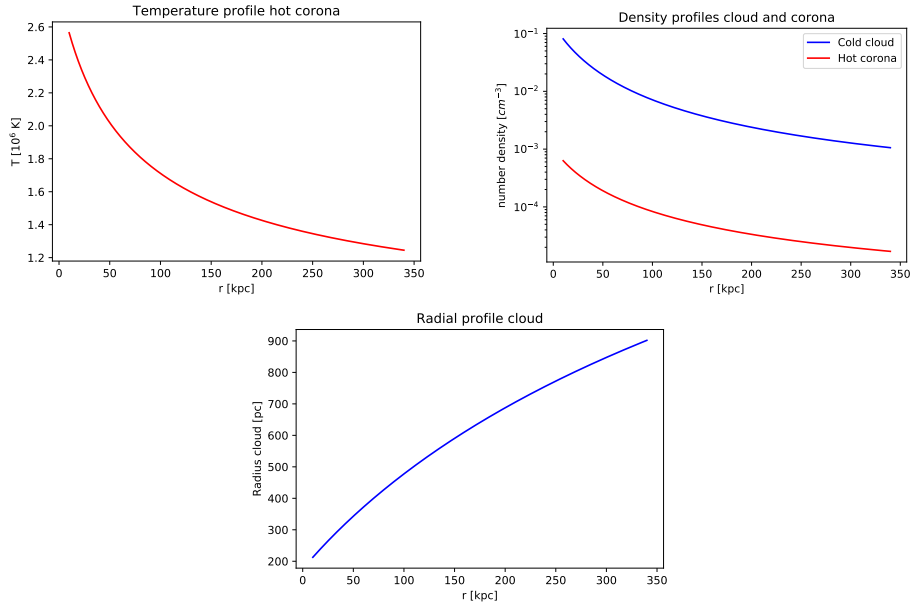 Temperature profile hot corona
2.6
2.4
2.2
2.0
1.8
1.6
1.4
1.2
T [10⁶ K]
0 50 100 150 200 250 300 350
r [kpc]
Density profiles cloud and corona
10⁻¹
10⁻²
10⁻³
10⁻⁴
number density [cm⁻³]
Cold cloud
Hot corona
0 50 100 150 200 250 300 350
r [kpc]
Radial profile cloud
900
800
700
600
500
400
300
200
Radius cloud [pc]
0 50 100 150 200 250 300 350
r [kpc]